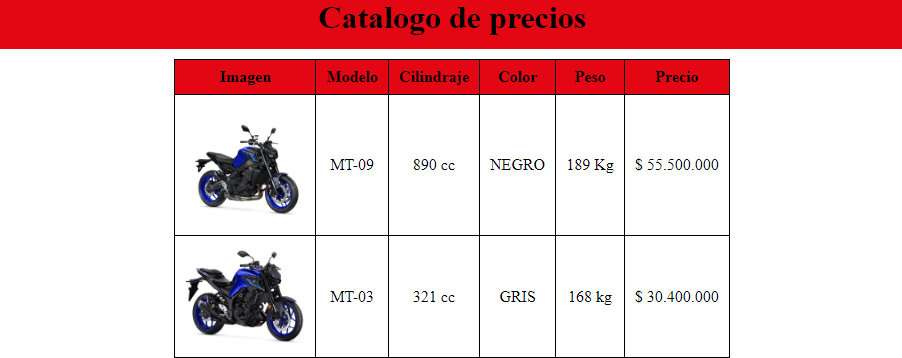 Catalogo de precios
Imagen Modelo Cilindraje Color Peso Precio
MT-09 890 cc NEGRO 189 Kg $ 55.500.000
MT-03 321 cc GRIS 168 kg $ 30.400.000